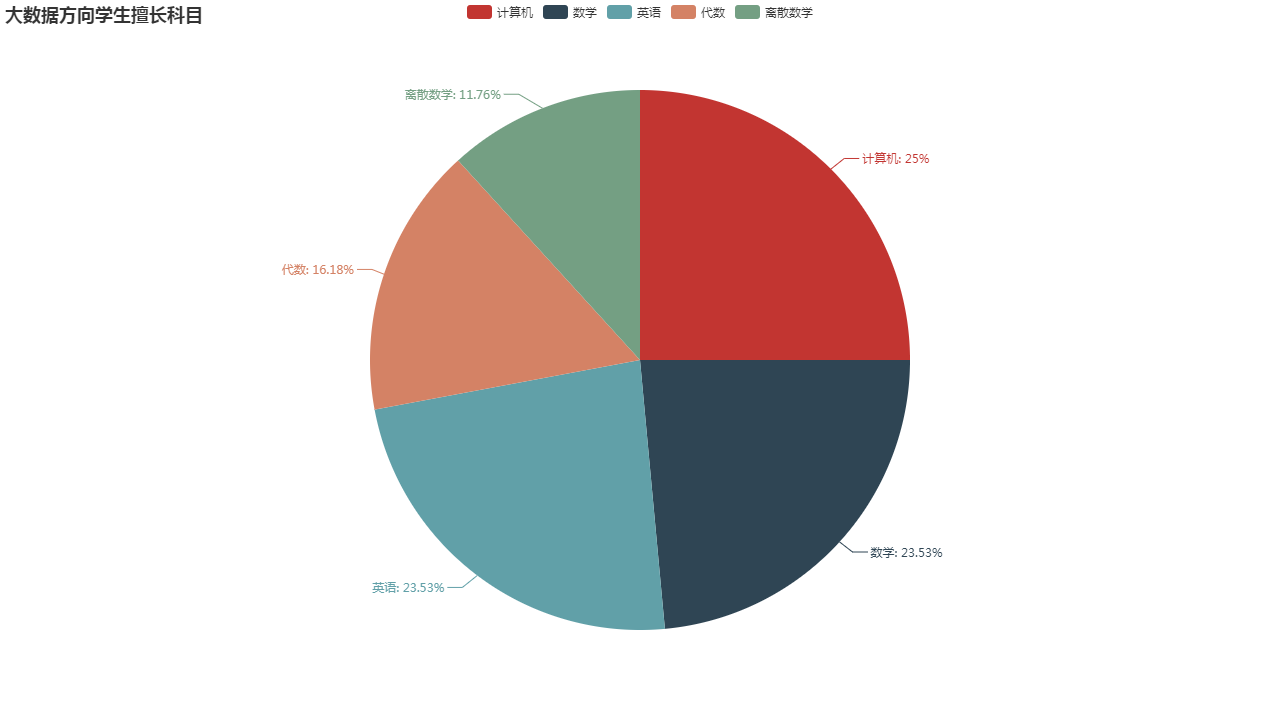 大数据方向学生擅长科目
计算机 数学 英语 代数 离散数学
离散数学: 11.76%
计算机: 25%
代数: 16.18%
数学: 23.53%
英语: 23.53%